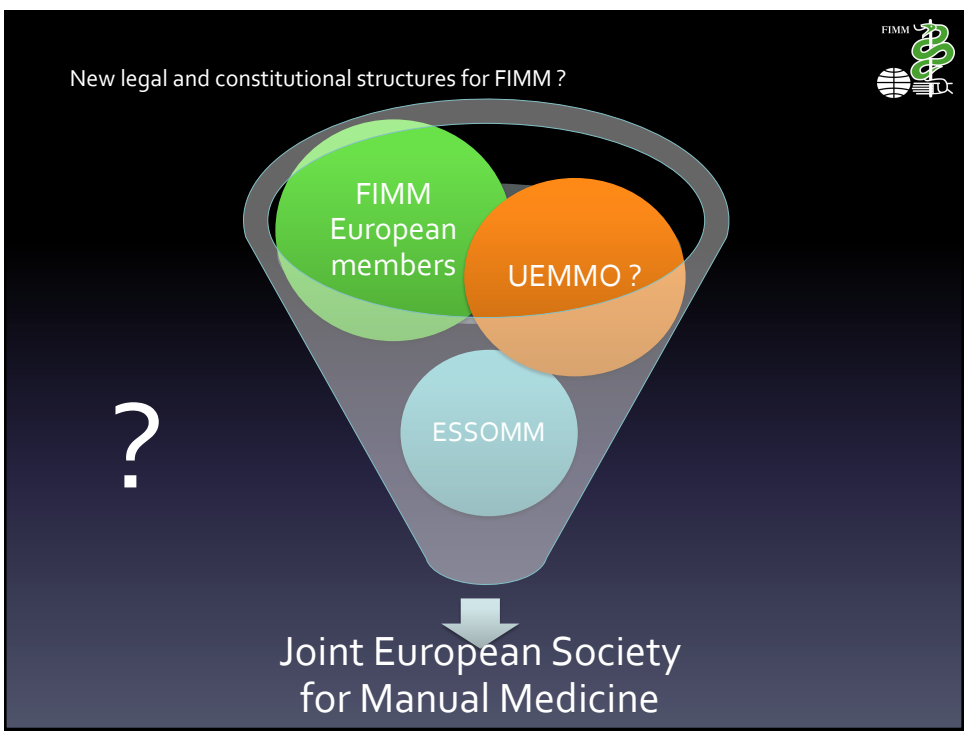 FIMM
New legal and constitutional structures for FIMM ?
FIMM
European
members
UEMMO ?
ESSOMM
?
Joint European Society
for Manual Medicine